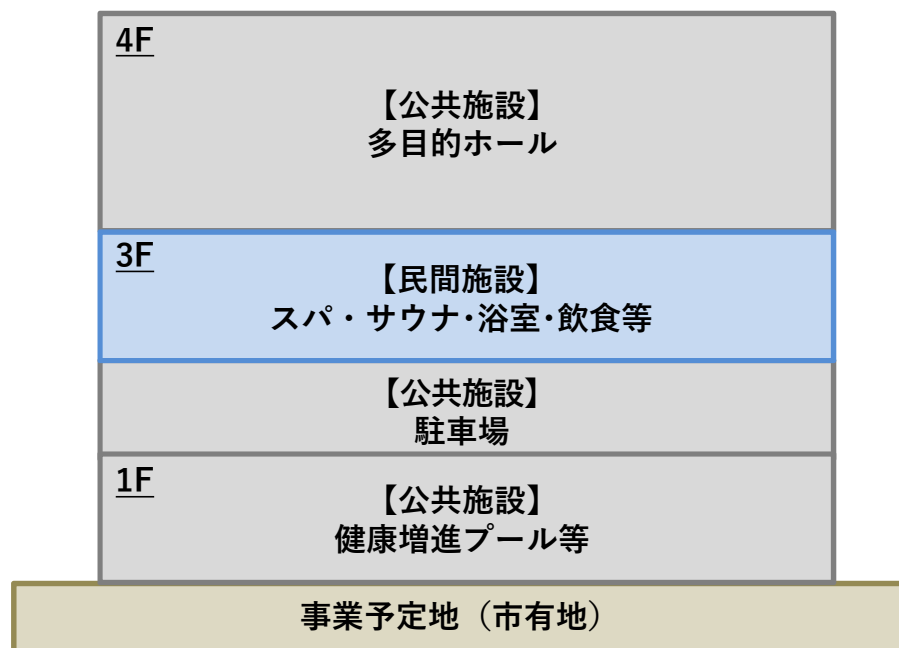 4F
【公共施設】
多目的ホール
3F
【民間施設】
スパ・サウナ･浴室･飲食等
【公共施設】
駐車場
1F
【公共施設】
健康増進プール等
事業予定地（市有地）